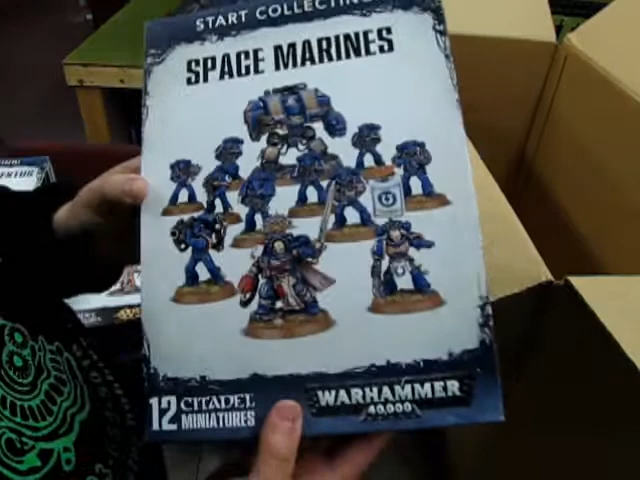 START COLLECTING
SPACE MARINES
12 CITADEL
MINIATURES
WARHAMMER
40,000